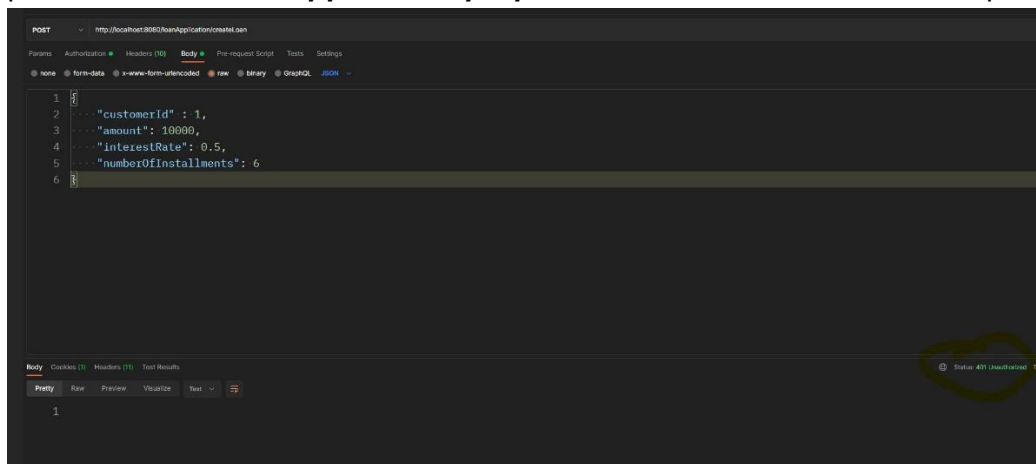 POST http://localhost:8080/loanApplication/createLoan
Params Authorization Headers (10) Body Pre-request Script Tests Settings
none form-data x-www-form-urlencoded raw binary GraphQL JSON
1 {
2 "customerId" : 1,
3 "amount": 10000,
4 "interestRate": 0.5,
5 "numberOfInstallments": 6
6 }
Body Cookies (1) Headers (11) Test Results Status: 401 Unauthorized
Pretty Raw Preview Visualize Text
1